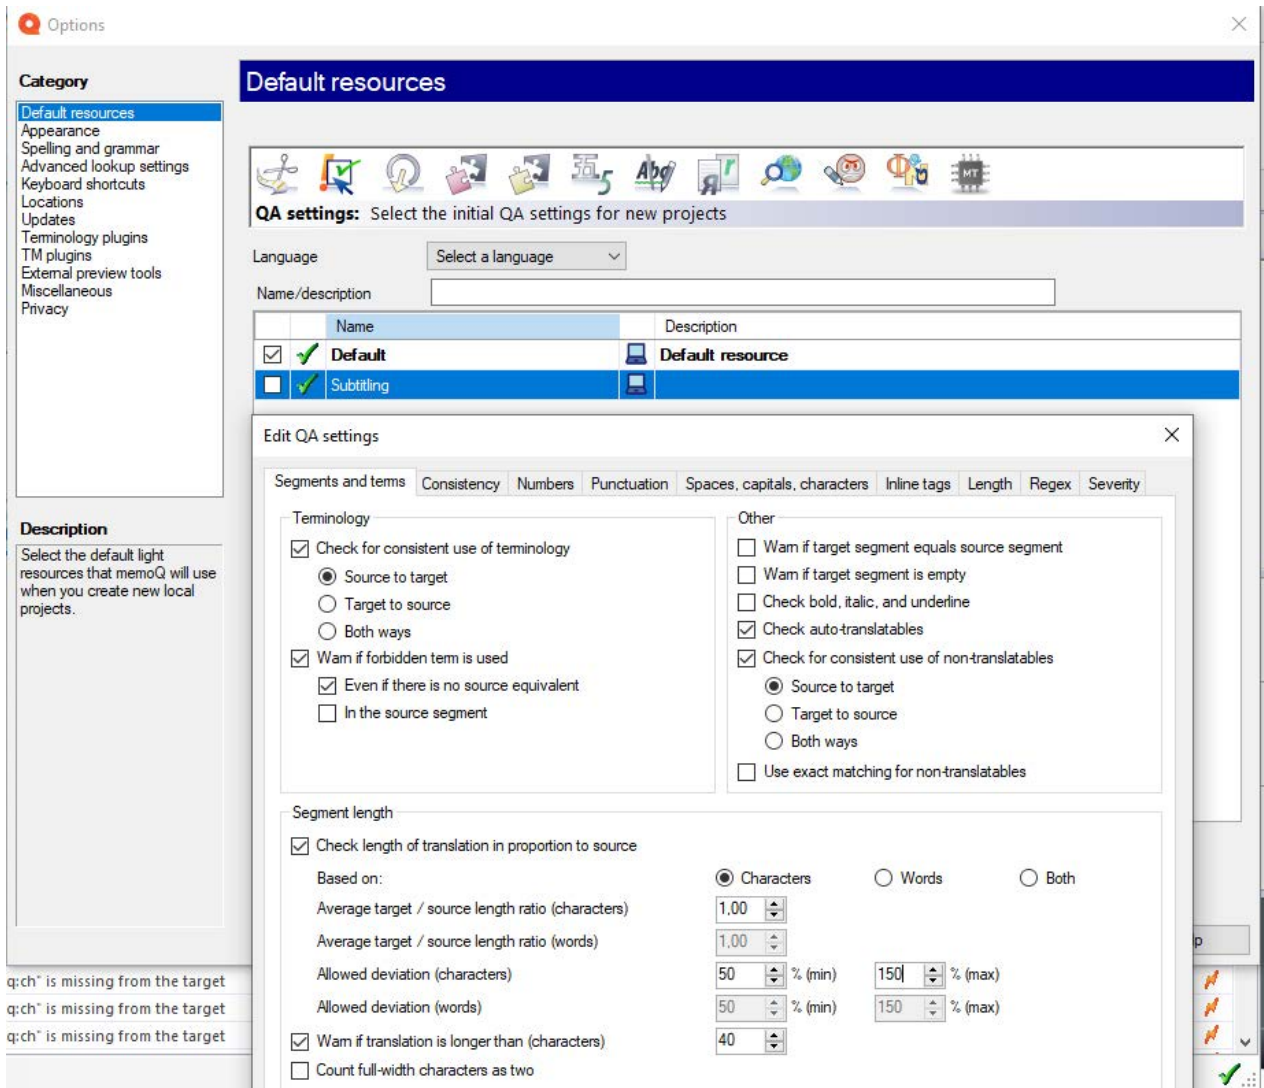 Options
Category
Default resources
Appearance
Spelling and grammar
Advanced lookup settings
Keyboard shortcuts
Locations
Updates
Terminology plugins
TM plugins
External preview tools
Miscellaneous
Privacy
Description
Select the default light
resources that memoQ will use
when you create new local
projects.
Default resources
QA settings: Select the initial QA settings for new projects
Language Select a language
Name/description
Name Description
Default Default resource
Subtitling
Edit QA settings
Segments and terms Consistency Numbers Punctuation Spaces, capitals, characters Inline tags Length Regex Severity
Terminology
Check for consistent use of terminology
Source to target
Target to source
Both ways
Warn if forbidden term is used
Even if there is no source equivalent
In the source segment
Other
Warn if target segment equals source segment
Warn if target segment is empty
Check bold, italic, and underline
Check auto-translatables
Check for consistent use of non-translatables
Source to target
Target to source
Both ways
Use exact matching for non-translatables
Segment length
Check length of translation in proportion to source
Based on: Characters Words Both
Average target / source length ratio (characters) 1,00
Average target / source length ratio (words) 1,00
Allowed deviation (characters) 50 % (min) 150 % (max)
Allowed deviation (words) 50 % (min) 150 % (max)
Warn if translation is longer than (characters) 40
Count full-width characters as two
lp
q:ch" is missing from the target
q:ch" is missing from the target
q:ch" is missing from the target